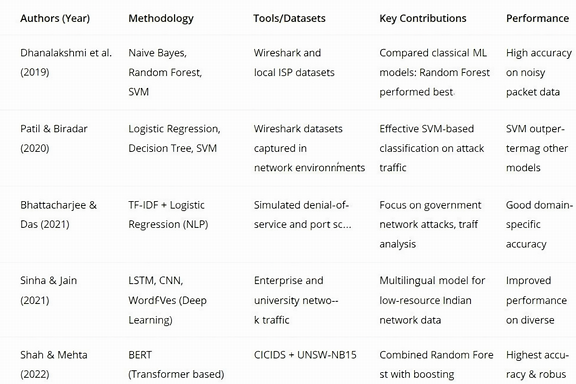 Authors (Year) Methodology Tools/Datasets Key Contributions Performance
Dhanalakshmi et al. Naive Bayes, Wireshark and Compared classical ML High accuracy
(2019) Random Forest, local ISP datasets models: Random Forest on noisy
SVM performed best packet data
Patil & Biradar Logistic Regression, Wireshark datasets Effective SVM-based SVM outper-
(2020) Decision Tree, SVM captured in classification on attack termag other
network environments traffic models
Bhattacharjee & TF-IDF + Logistic Simulated denial-of- Focus on government Good domain-
Das (2021) Regression (NLP) service and port sc... network attacks, traff specific
analysis accuracy
Sinha & Jain LSTM, CNN, Enterprise and Multilingual model for Improved
(2021) WordFVes (Deep university netwo-- low-resource Indian performance
Learning) k traffic network data on diverse
Shah & Mehta BERT CICIDS + UNSW-NB15 Combined Random Fore Highest accu-
(2022) (Transformer based) st with boosting racy & robus